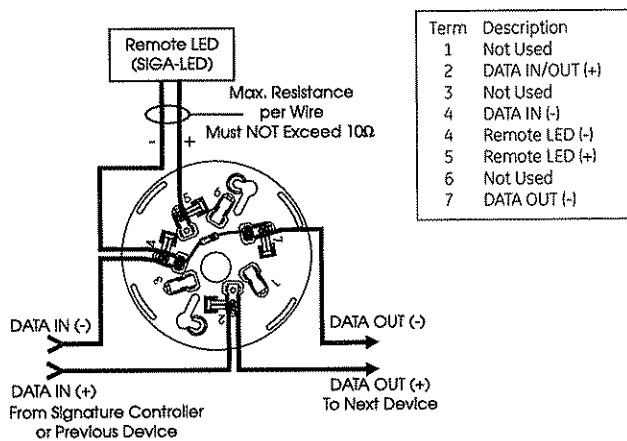 Remote LED
(SIGA-LED)
Max. Resistance
per Wire
Must NOT Exceed 10Ω
-
+
5
6
4
7
3
1
2
DATA IN (-)
DATA OUT (-)
DATA IN (+)
DATA OUT (+)
From Signature Controller
or Previous Device
To Next Device
Term Description
1 Not Used
2 DATA IN/OUT (+)
3 Not Used
4 DATA IN (-)
4 Remote LED (-)
5 Remote LED (+)
6 Not Used
7 DATA OUT (-)